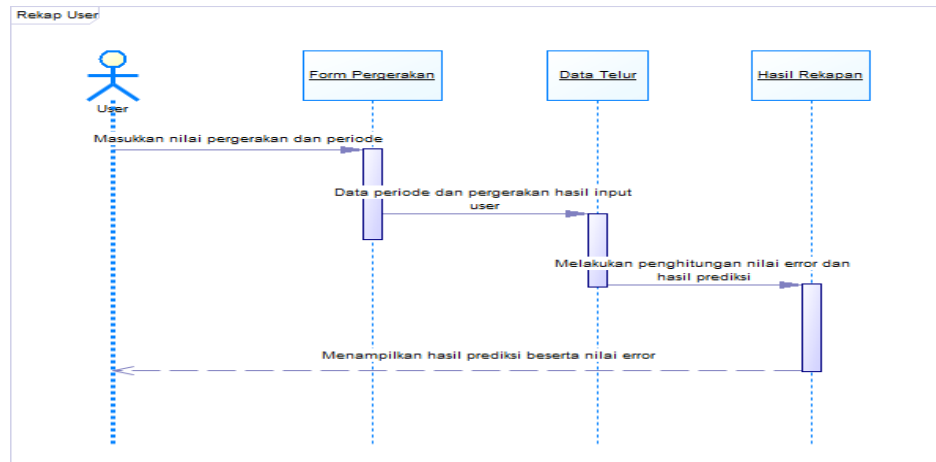 Rekap User
Form Pergerakan
Data Telur
Hasil Rekapan
User
Masukkan nilai pergerakan dan periode
Data periode dan pergerakan hasil input
user
Melakukan penghitungan nilai error dan
hasil prediksi
Menampilkan hasil prediksi beserta nilai error